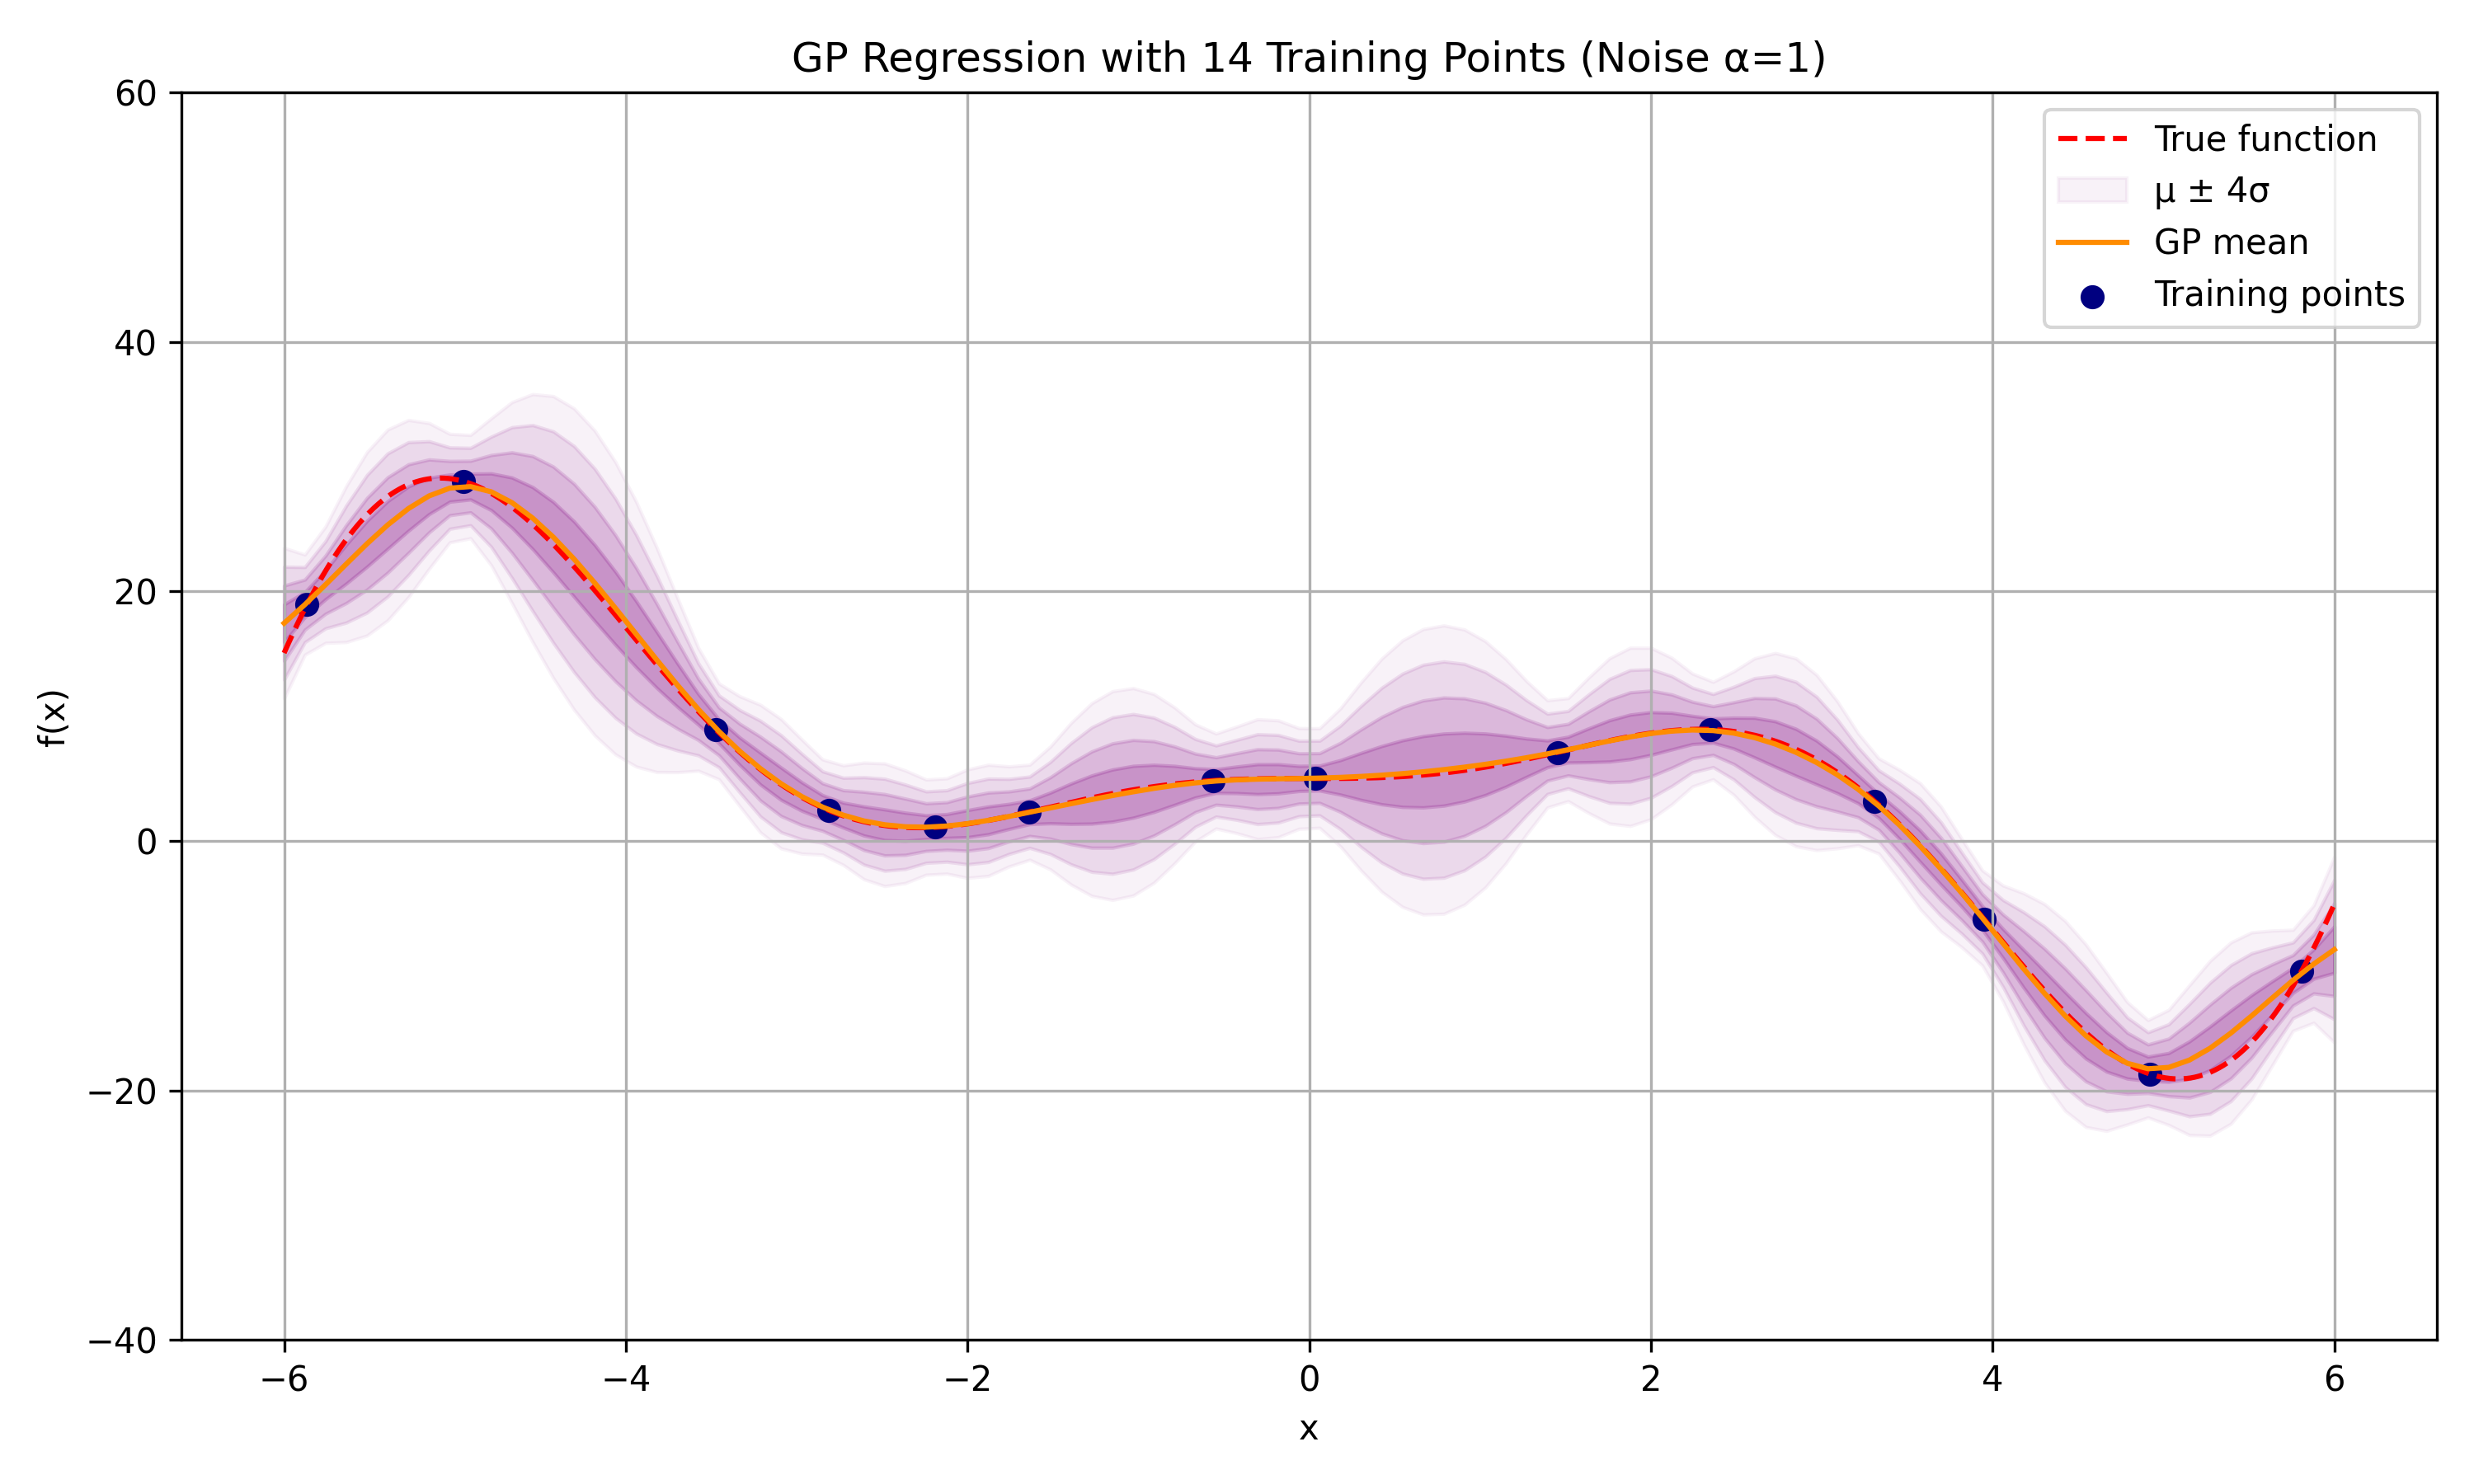 GP Regression with 14 Training Points (Noise α=1)
60
40
20
0
−20
−40
f(x)
True function
μ ± 4σ
GP mean
Training points
−6 −4 −2 0 2 4 6
x